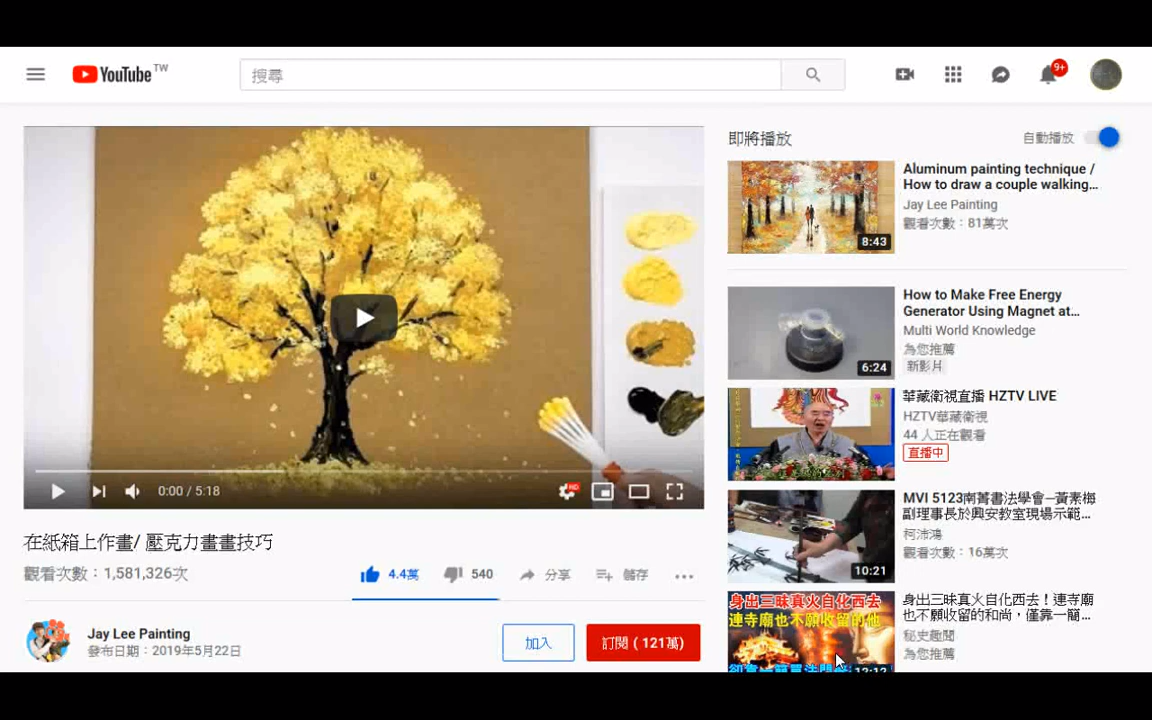 YouTube TW
搜尋
9+
0:00 / 5:18
HD
在紙箱上作畫/ 壓克力畫畫技巧
觀看次數：1,581,326次
4.4萬
540
分享
儲存
Jay Lee Painting
發布日期：2019年5月22日
加入
訂閱 ( 121萬)
即將播放
自動播放
8:43
Aluminum painting technique /
How to draw a couple walking...
Jay Lee Painting
觀看次數：81萬次
6:24
How to Make Free Energy
Generator Using Magnet at...
Multi World Knowledge
為您推薦
新影片
華藏衛視直播 HZTV LIVE
HZTV華藏衛視
44 人正在觀看
直播中
10:21
MVI 5123南菁書法學會─黃素梅
副理事長於興安教室現場示範...
柯沛鴻
觀看次數：16萬次
身出三昧真火自化西去
連寺廟也不願收留的他
12:12
身出三昧真火自化西去！連寺廟
也不願收留的和尚，僅靠一簡...
秘史趣聞
為您推薦